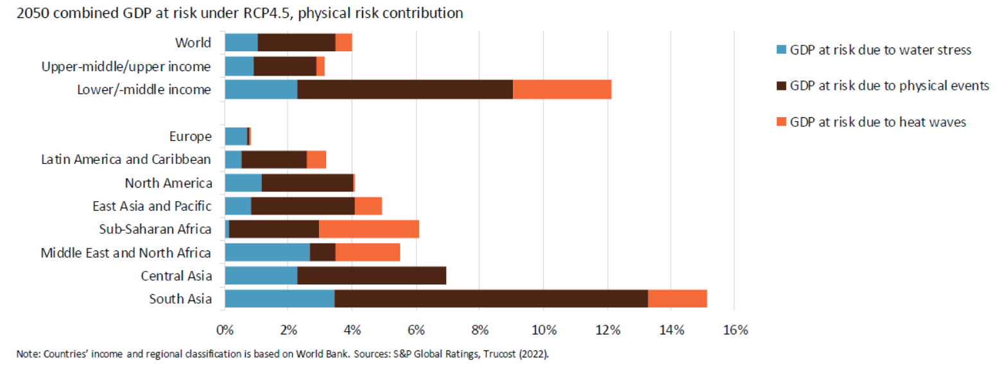 2050 combined GDP at risk under RCP4.5, physical risk contribution
World
Upper-middle/upper income
Lower/-middle income
Europe
Latin America and Caribbean
North America
East Asia and Pacific
Sub-Saharan Africa
Middle East and North Africa
Central Asia
South Asia
0% 2% 4% 6% 8% 10% 12% 14% 16%
GDP at risk due to water stress
GDP at risk due to physical events
GDP at risk due to heat waves
Note: Countries’ income and regional classification is based on World Bank. Sources: S&P Global Ratings, Trucost (2022).